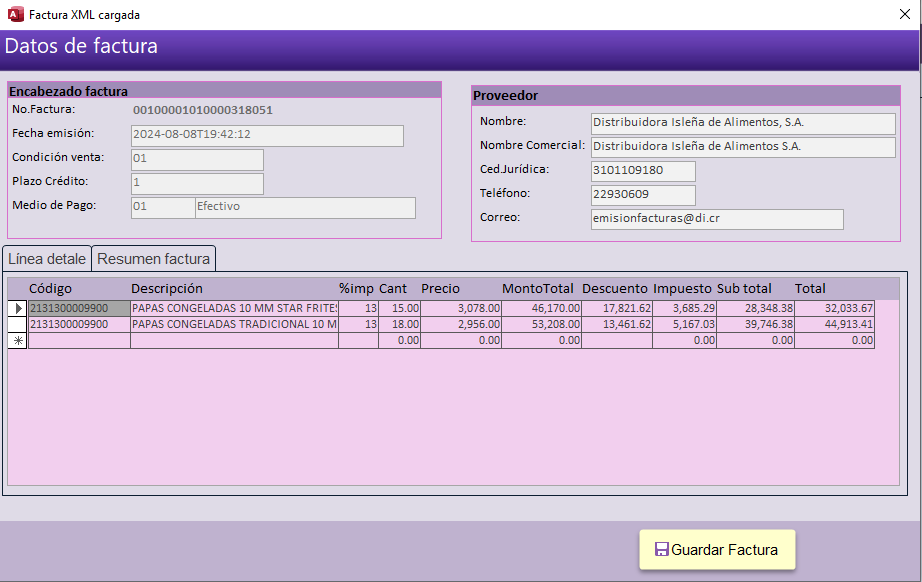 Factura XML cargada
Datos de factura
Encabezado factura
No.Factura: 00100001010000318051
Fecha emisión: 2024-08-08T19:42:12
Condición venta: 01
Plazo Crédito: 1
Medio de Pago: 01 Efectivo
Proveedor
Nombre: Distribuidora Isleña de Alimentos, S.A.
Nombre Comercial: Distribuidora Isleña de Alimentos S.A.
Ced.Jurídica: 3101109180
Teléfono: 22930609
Correo: emisionfacturas@di.cr
Línea detalle Resumen factura
Código Descripción %imp Cant Precio MontoTotal Descuento Impuesto Sub total Total
2131300009900 PAPAS CONGELADAS 10 MM STAR FRITES 13 15.00 3,078.00 46,170.00 17,821.62 3,685.29 28,348.38 32,033.67
2131300009900 PAPAS CONGELADAS TRADICIONAL 10 M 13 18.00 2,956.00 53,208.00 13,461.62 5,167.03 39,746.38 44,913.41
0.00 0.00 0.00 0.00 0.00 0.00
Guardar Factura